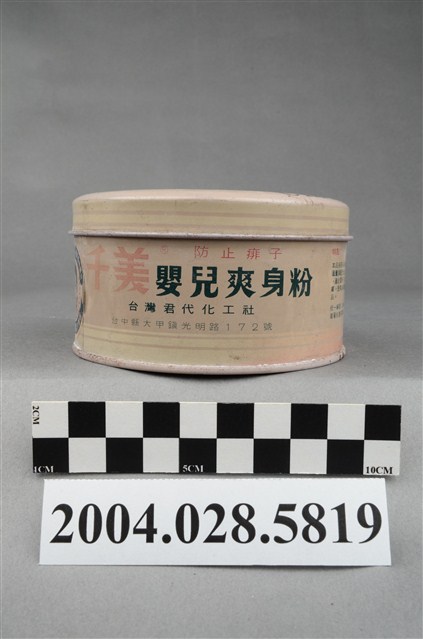 防止痱子
千美 嬰兒爽身粉
台灣君代化工社
台中縣大甲鎮光明路172號
2CM
1CM 5CM 10CM
2004.028.5819